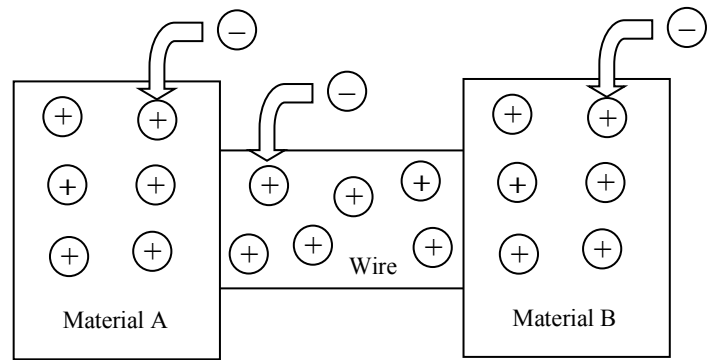 − −
−
+ + + +
+ + +
+ + + + +
+ + + + + + +
Wire
Material A Material B